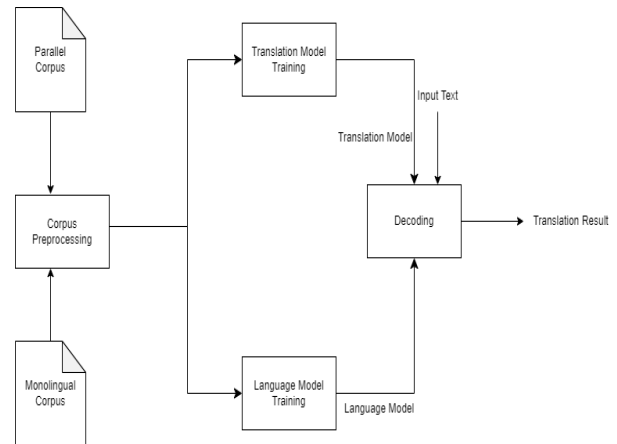 Parallel
Corpus
Translation Model
Training
Input Text
Translation Model
Corpus
Preprocessing
Decoding
Translation Result
Monolingual
Corpus
Language Model
Training
Language Model